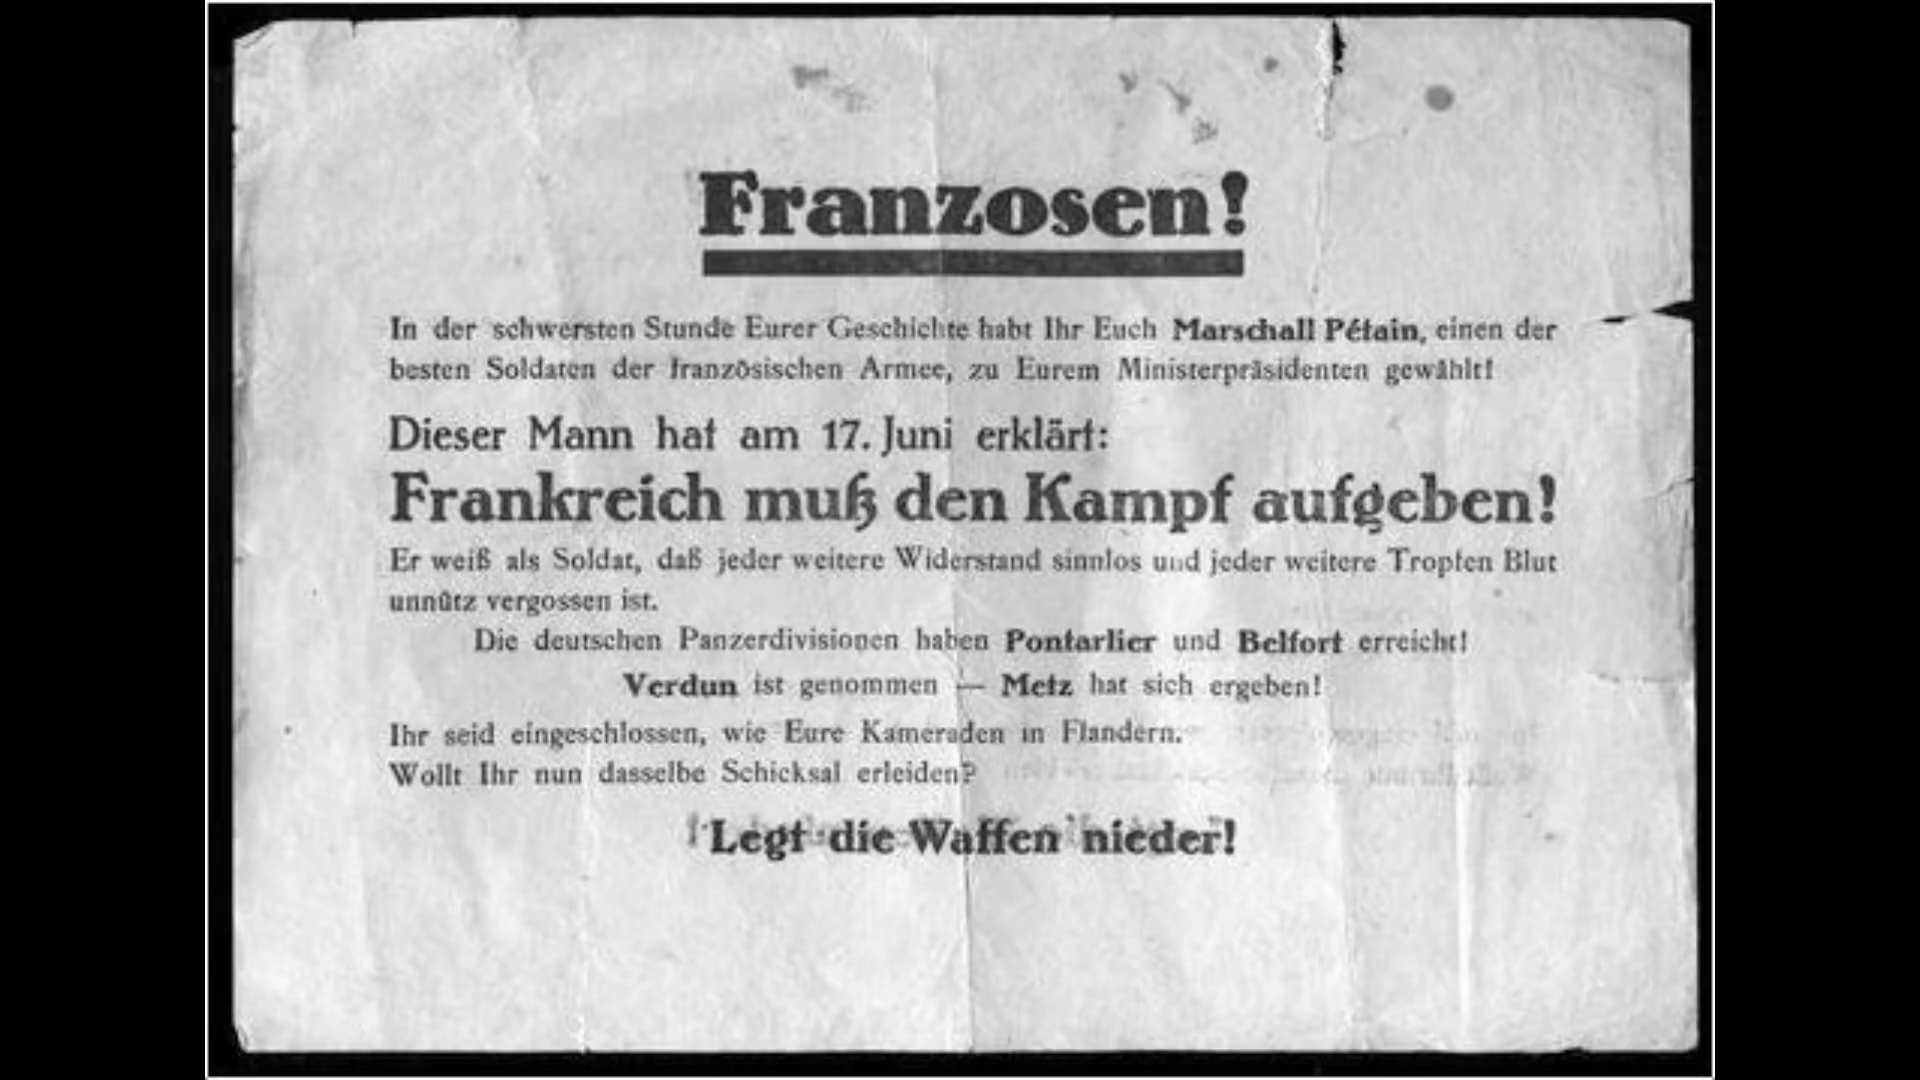 Franzosen!
In der schwersten Stunde Eurer Geschichte habt Ihr Euch Marschall Pétain, einen der
besten Soldaten der französischen Armee, zu Eurem Ministerpräsidenten gewählt!
Dieser Mann hat am 17. Juni erklärt:
Frankreich muß den Kampf aufgeben!
Er weiß als Soldat, daß jeder weitere Widerstand sinnlos und jeder weitere Tropfen Blut
unnütz vergossen ist.
Die deutschen Panzerdivisionen haben Pontarlier und Belfort erreicht!
Verdun ist genommen — Metz hat sich ergeben!
Ihr seid eingeschlossen, wie Eure Kameraden in Flandern.
Wollt Ihr nun dasselbe Schicksal erleiden?
Legt die Waffen nieder!